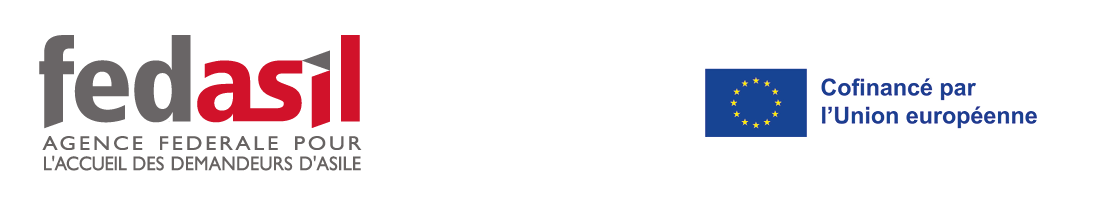 fedasil
AGENCE FEDERALE POUR
L'ACCUEIL DES DEMANDEURS D'ASILE
Cofinancé par
l’Union européenne